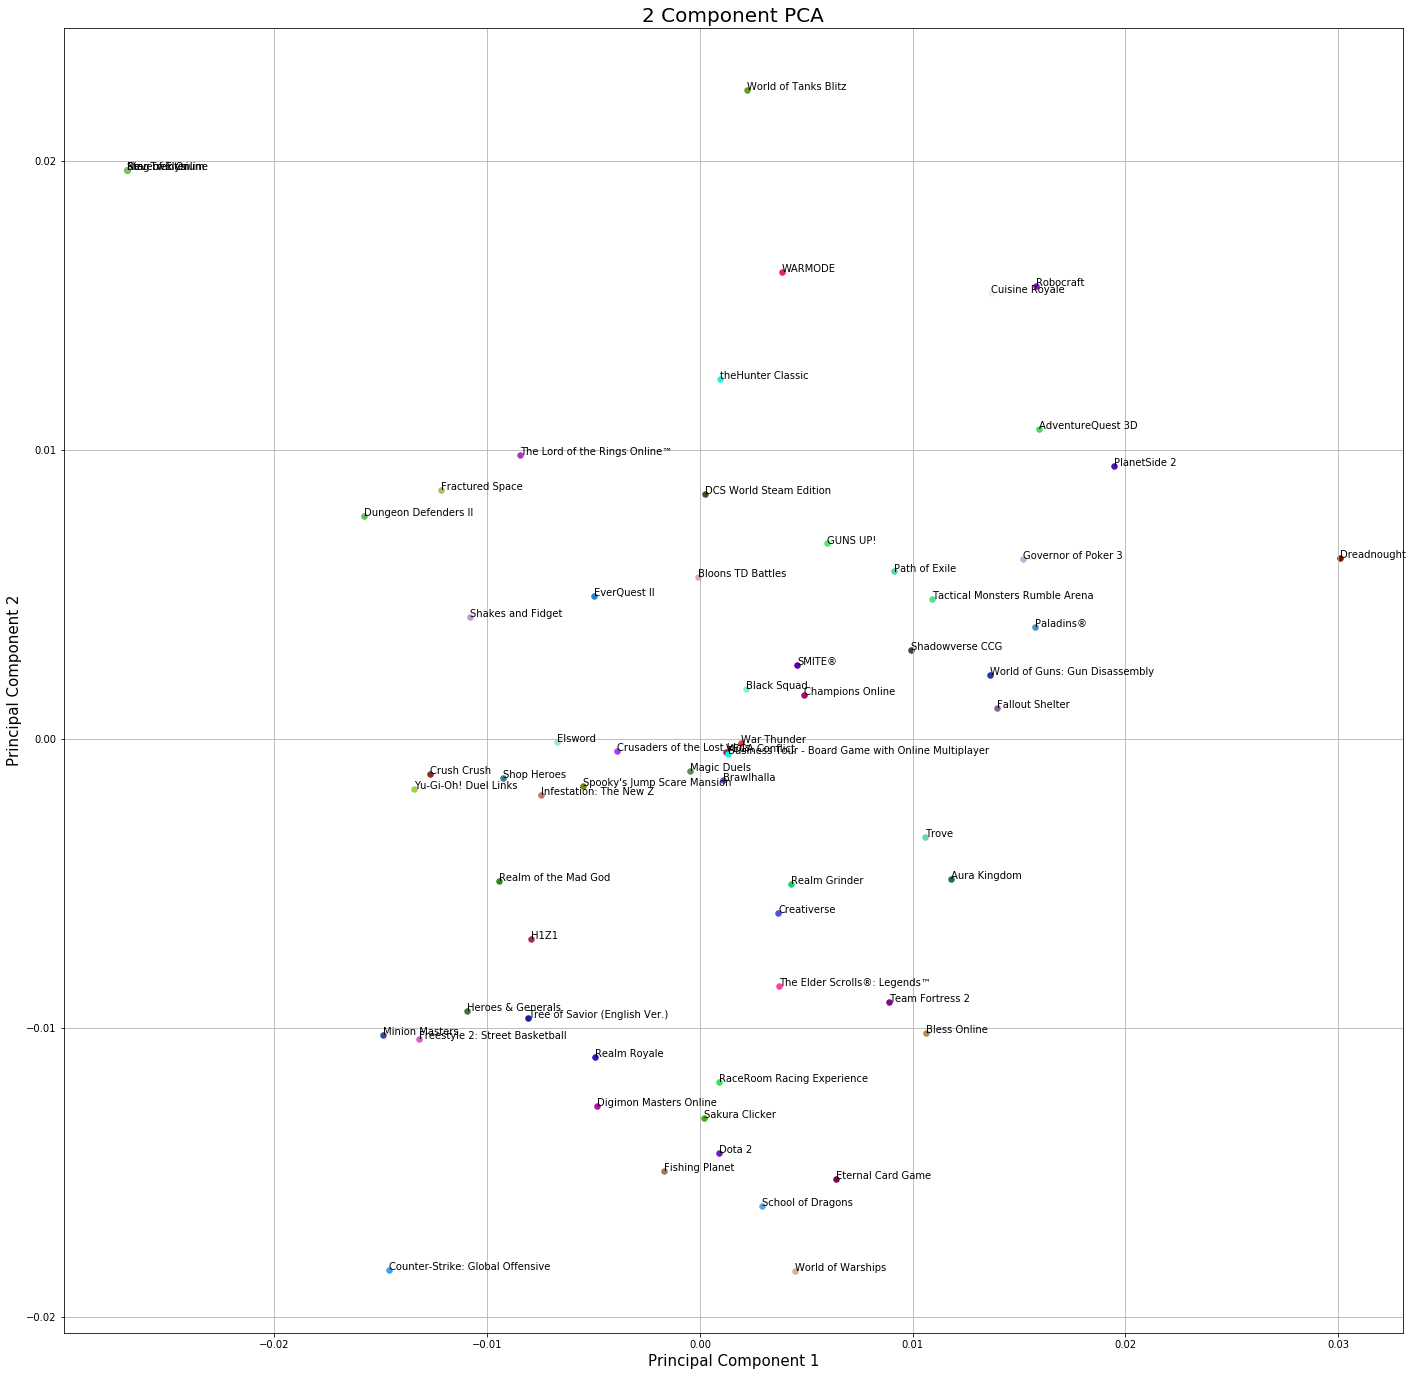 2 Component PCA
World of Tanks Blitz
WARMODE
Robocraft
Cuisine Royale
theHunter Classic
AdventureQuest 3D
The Lord of the Rings Online™
PlanetSide 2
Fractured Space
DCS World Steam Edition
Dungeon Defenders II
GUNS UP!
Dreadnought
Governor of Poker 3
Path of Exile
Bloons TD Battles
EverQuest II
Tactical Monsters Rumble Arena
Shakes and Fidget
Paladins®
Shadowverse CCG
SMITE®
World of Guns: Gun Disassembly
Black Squad
Champions Online
Fallout Shelter
Elsword
War Thunder
Crusaders of the Lost
Conflict
Business Tour - Board Game with Online Multiplayer
Magic Duels
Crush Crush
Shop Heroes
Brawlhalla
Spooky's Jump Scare Mansion
Yu-Gi-Oh! Duel Links
Infestation: The New Z
Trove
Aura Kingdom
Realm of the Mad God
Realm Grinder
Creativerse
H1Z1
The Elder Scrolls®: Legends™
Team Fortress 2
Heroes & Generals
Tree of Savior (English Ver.)
Minion Masters
Freestyle 2: Street Basketball
Bless Online
Realm Royale
RaceRoom Racing Experience
Digimon Masters Online
Sakura Clicker
Dota 2
Fishing Planet
Eternal Card Game
School of Dragons
Counter-Strike: Global Offensive
World of Warships
0.02
0.01
0.00
−0.01
−0.02
Principal Component 2
−0.02
−0.01
0.00
0.01
0.02
0.03
Principal Component 1